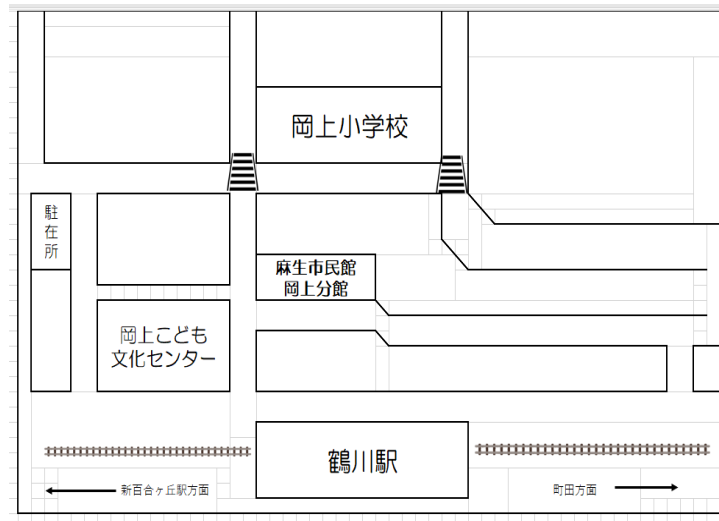 岡上小学校
駐
在
所
麻生市民館
岡上分館
岡上こども
文化センター
鶴川駅
新百合ヶ丘駅方面
町田方面